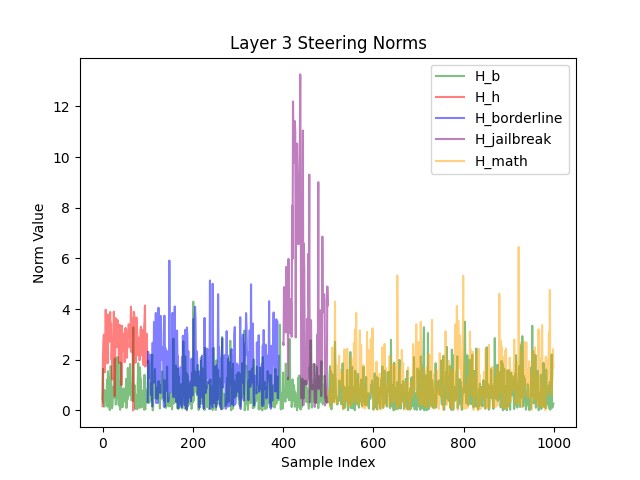 Layer 3 Steering Norms
H_b
H_h
H_borderline
H_jailbreak
H_math
Norm Value
12
10
8
6
4
2
0
0
200
400
600
800
1000
Sample Index